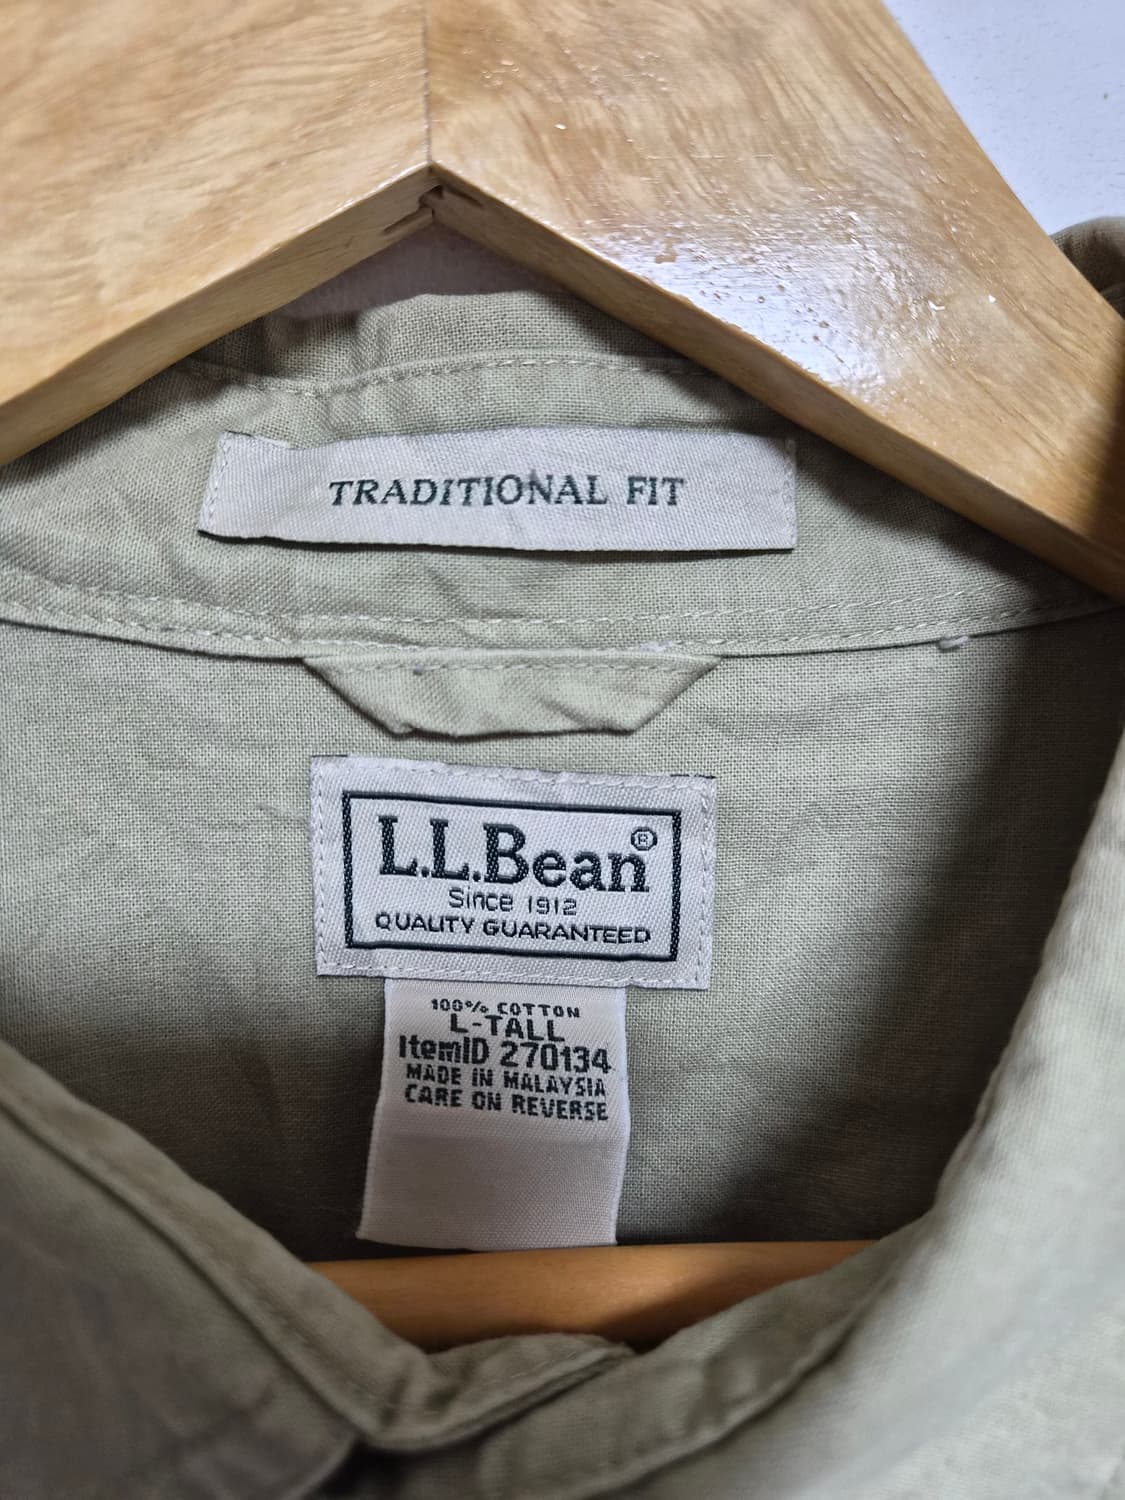 TRADITIONAL FIT
L.L.Bean®
Since 1912
QUALITY GUARANTEED
100% COTTON
L-TALL
ItemID 270134
MADE IN MALAYSIA
CARE ON REVERSE